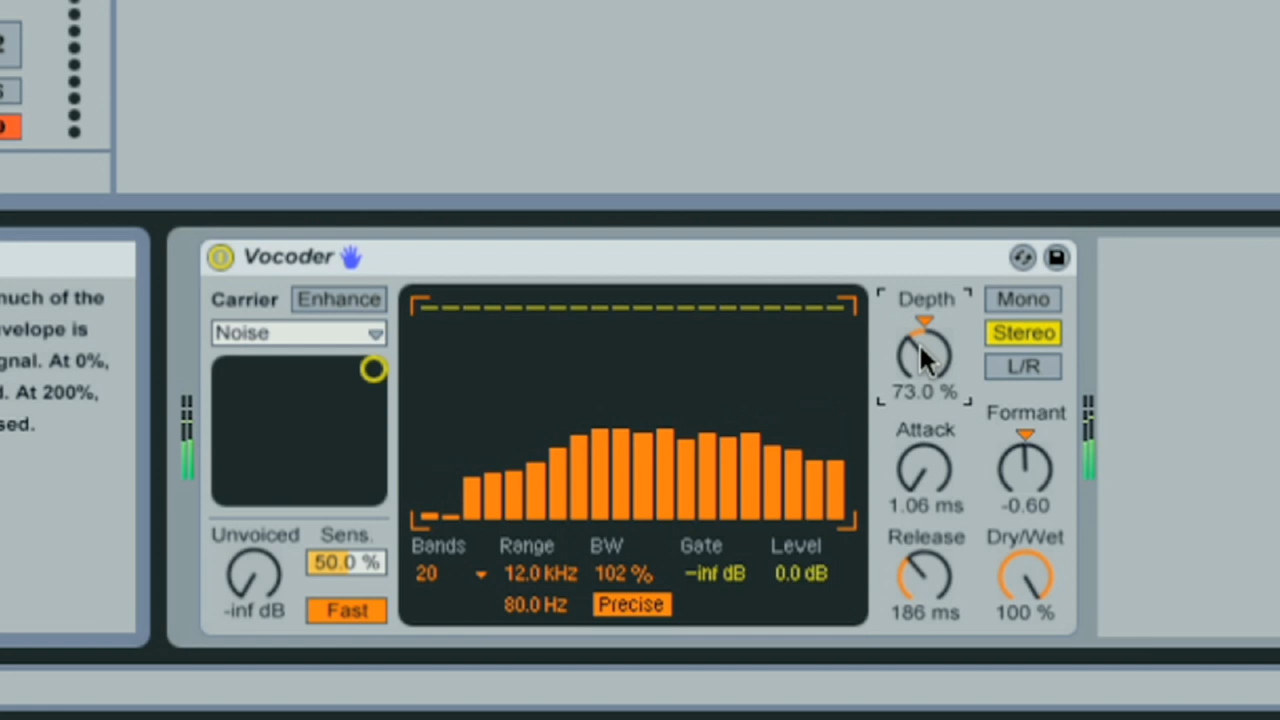 2
nuch of the
velope is
gnal. At 0%,
d. At 200%,
sed.
Vocoder
Carrier Enhance
Noise
Unvoiced Sens.
50.0 %
-inf dB Fast
Bands Range BW Gate Level
20 12.0 kHz 102 % -inf dB 0.0 dB
80.0 Hz Precise
Depth
73.0 %
Attack
1.06 ms
Release
186 ms
Mono
Stereo
L/R
Formant
-0.60
Dry/Wet
100 %